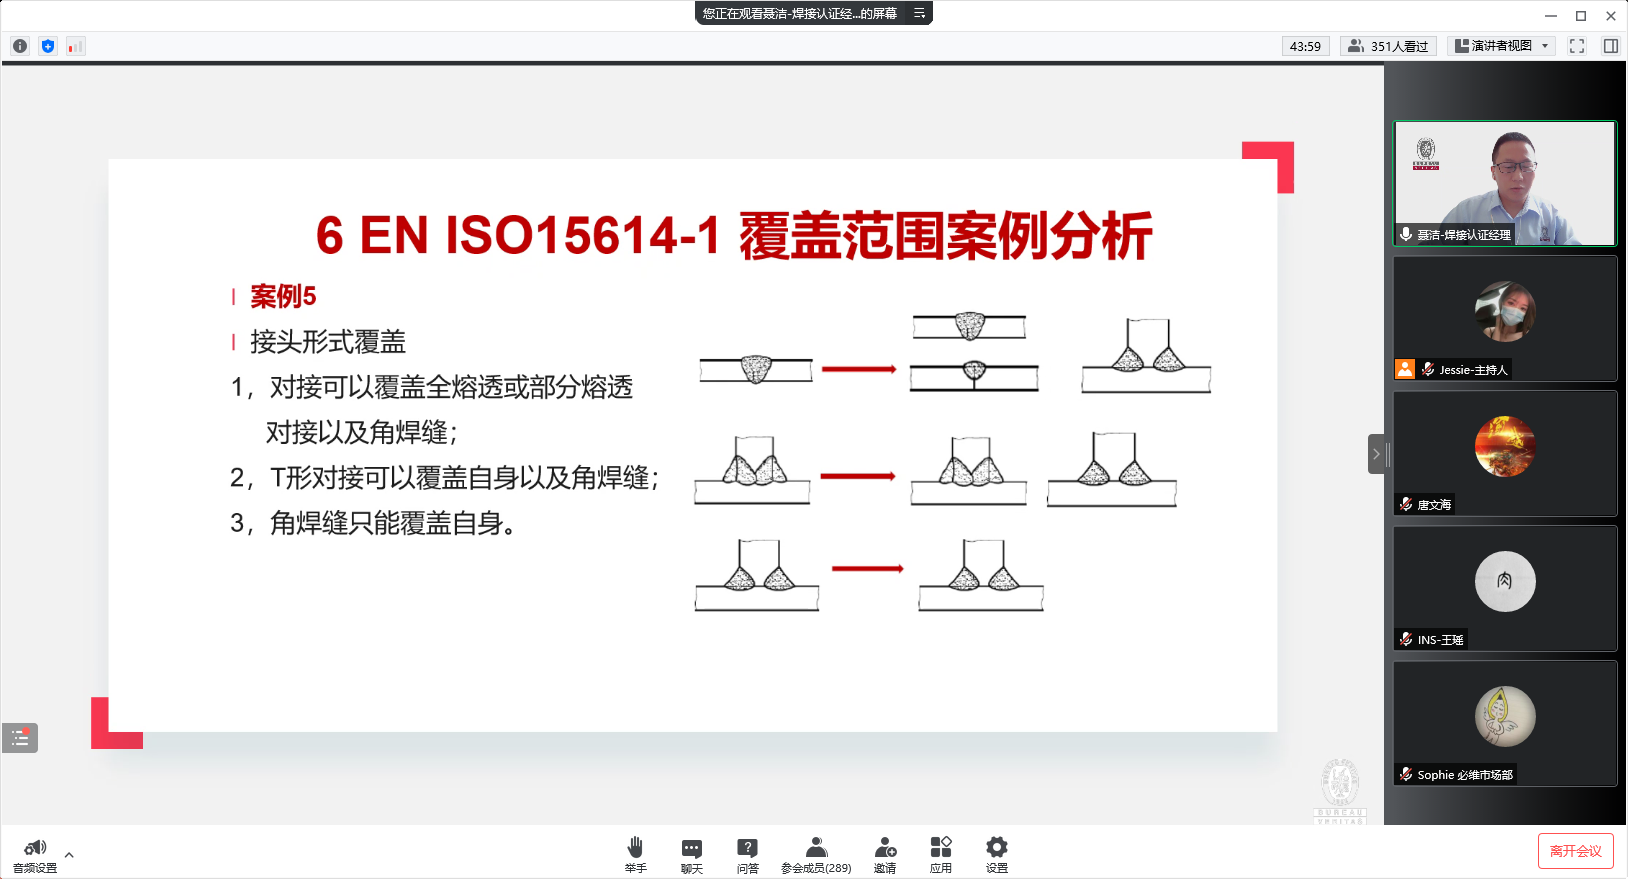 您正在观看聂洁-焊接认证经...的屏幕
43:59
351人看过
演讲者视图
6 EN ISO15614-1 覆盖范围案例分析
案例5
接头形式覆盖
1，对接可以覆盖全熔透或部分熔透
对接以及角焊缝；
2，T形对接可以覆盖自身以及角焊缝；
3，角焊缝只能覆盖自身。
聂洁-焊接认证经理
Jessie-主持人
唐文海
肉
INS-王瑶
Sophie 必维市场部
BUREAU
VERITAS
音频设置
举手
聊天
问答
参会成员(289)
邀请
应用
设置
离开会议